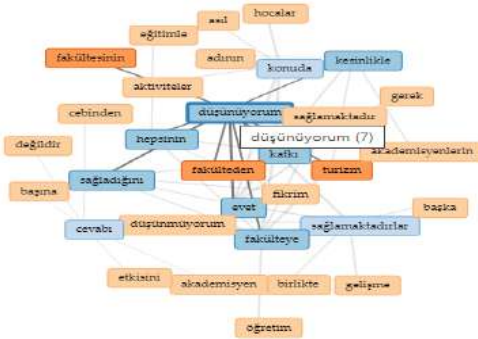 asıl
hocalar
eğitimle
fakültesinin
adının
konuda
kesinlikle
aktiviteler
gerek
cebinden
düşünüyorum
sağlamaktadır
hepsinin
düşünüyorum (7)
değildir
katkı
akademisyenlerin
fakülteden
turizm
sağladığını
başına
fikrim
evet
başka
düşünmüyorum
sağlamaktadırlar
cevabı
fakülteye
etkisini
akademisyen
birlikte
gelişme
öğretim